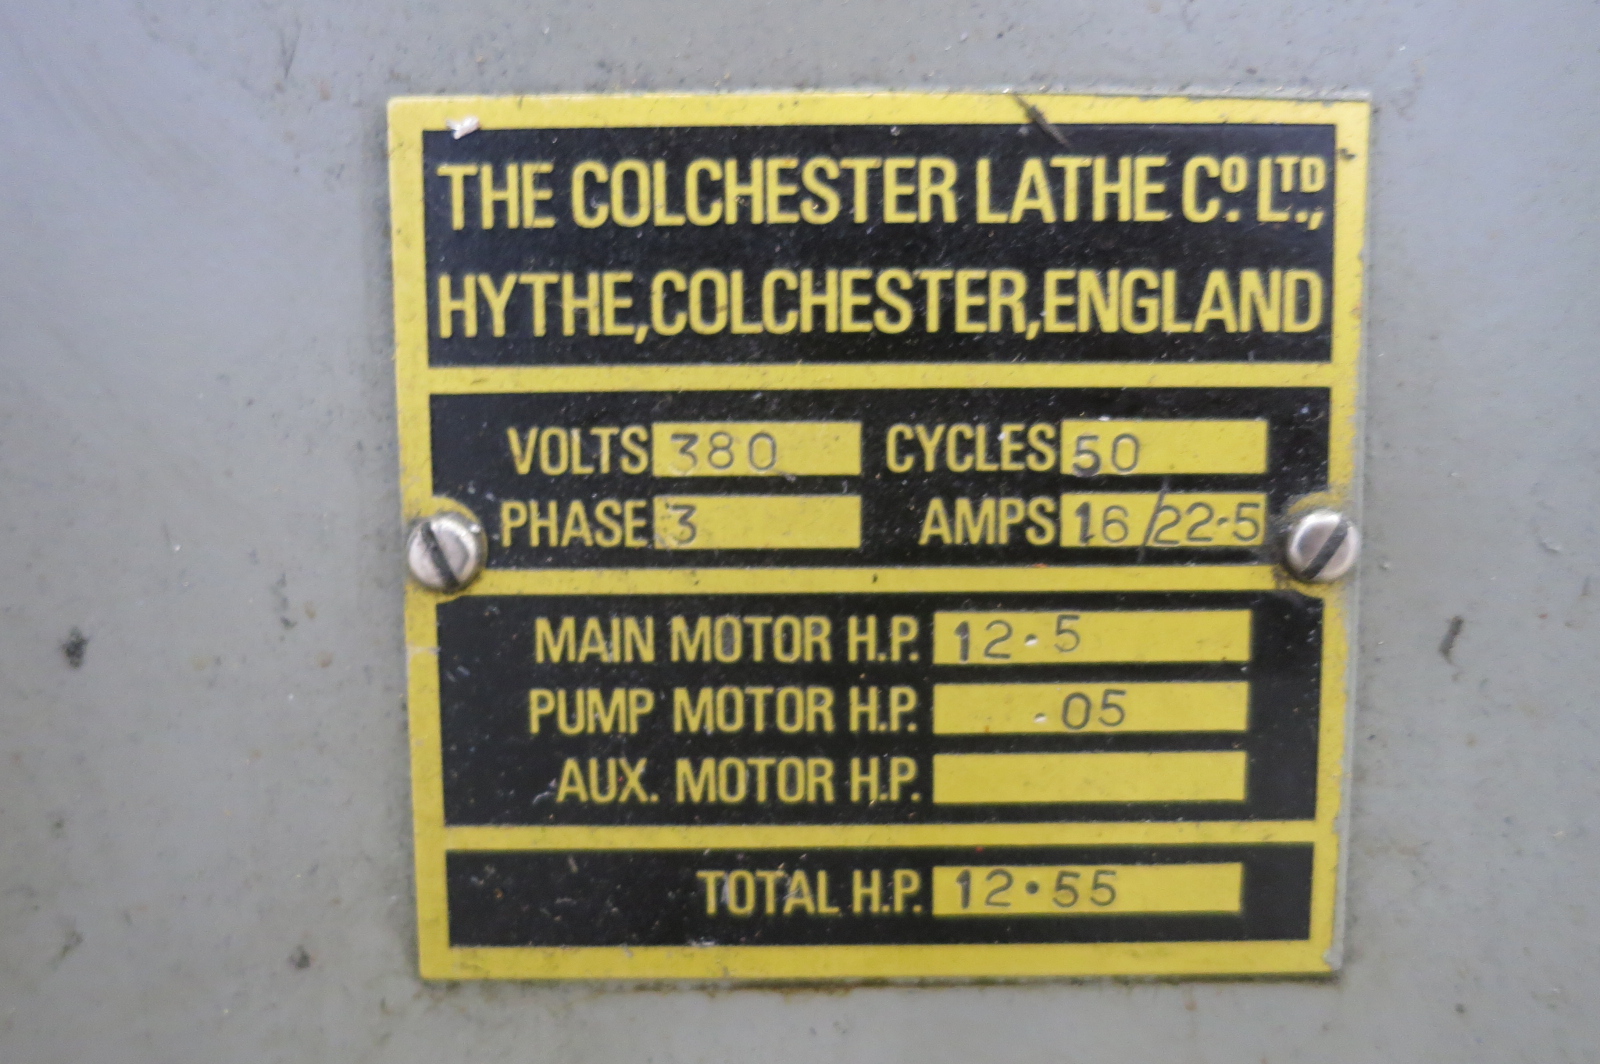 THE COLCHESTER LATHE Cº. LTD.,
HYTHE, COLCHESTER, ENGLAND
VOLTS 380 CYCLES 50
PHASE 3 AMPS 16/22·5
MAIN MOTOR H.P. 12·5
PUMP MOTOR H.P. .05
AUX. MOTOR H.P.
TOTAL H.P. 12·55